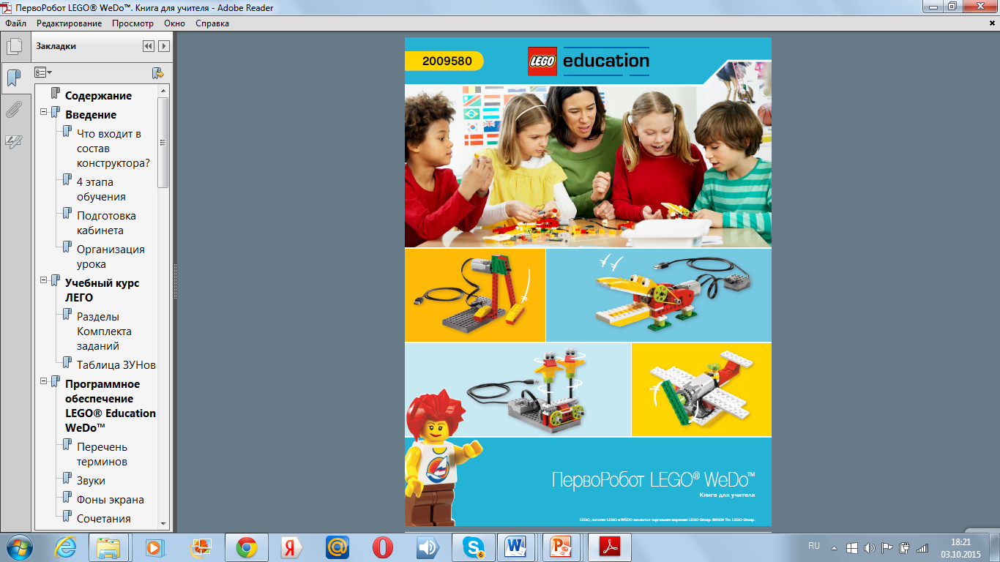 ПервоРобот LEGO® WeDo™. Книга для учителя - Adobe Reader
Файл Редактирование Просмотр Окно Справка
Закладки
Содержание
Введение
Что входит в
состав
конструктора?
4 этапа
обучения
Подготовка
кабинета
Организация
урока
Учебный курс
ЛЕГО
Разделы
Комплекта
заданий
Таблица ЗУНов
Программное
обеспечение
LEGO® Education
WeDo™
Перечень
терминов
Звуки
Фоны экрана
Сочетания
2009580
LEGO education
ПервоРобот LEGO® WeDo™
Книга для учителя
LEGO, логотип LEGO и WEDO являются торговыми марками LEGO Group. ©2009 The LEGO Group.
6
RU
18:21
03.10.2015